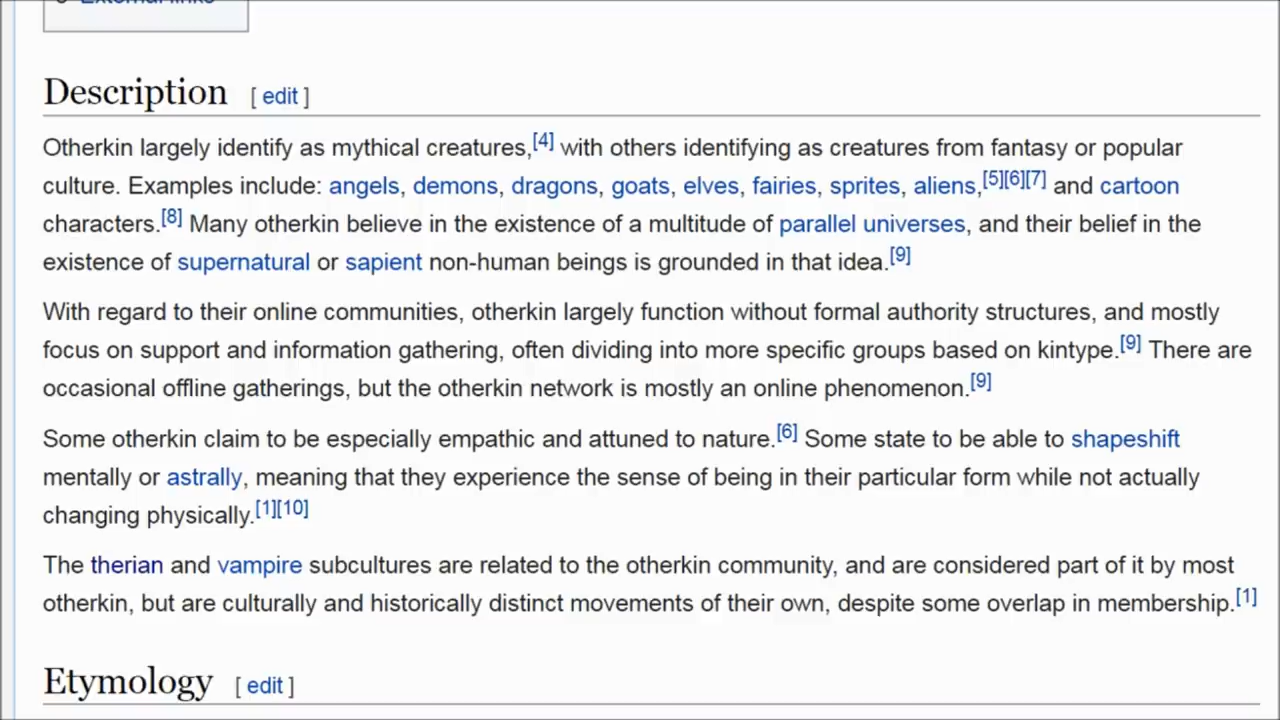 External links
Description [ edit ]
Otherkin largely identify as mythical creatures,[4] with others identifying as creatures from fantasy or popular
culture. Examples include: angels, demons, dragons, goats, elves, fairies, sprites, aliens,[5][6][7] and cartoon
characters.[8] Many otherkin believe in the existence of a multitude of parallel universes, and their belief in the
existence of supernatural or sapient non-human beings is grounded in that idea.[9]
With regard to their online communities, otherkin largely function without formal authority structures, and mostly
focus on support and information gathering, often dividing into more specific groups based on kintype.[9] There are
occasional offline gatherings, but the otherkin network is mostly an online phenomenon.[9]
Some otherkin claim to be especially empathic and attuned to nature.[6] Some state to be able to shapeshift
mentally or astrally, meaning that they experience the sense of being in their particular form while not actually
changing physically.[1][10]
The therian and vampire subcultures are related to the otherkin community, and are considered part of it by most
otherkin, but are culturally and historically distinct movements of their own, despite some overlap in membership.[1]
Etymology [ edit ]